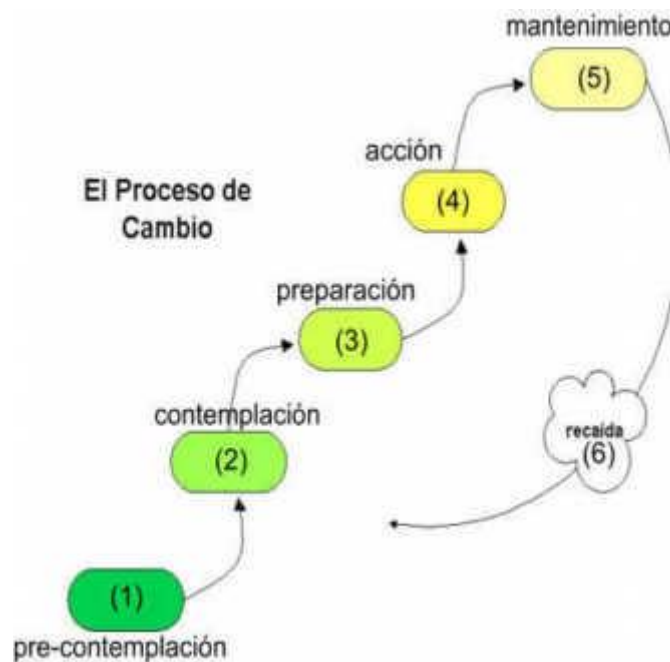 mantenimiento
(5)
acción
(4)
El Proceso de
Cambio
preparación
(3)
contemplación
(2)
recaída
(6)
(1)
pre-contemplación